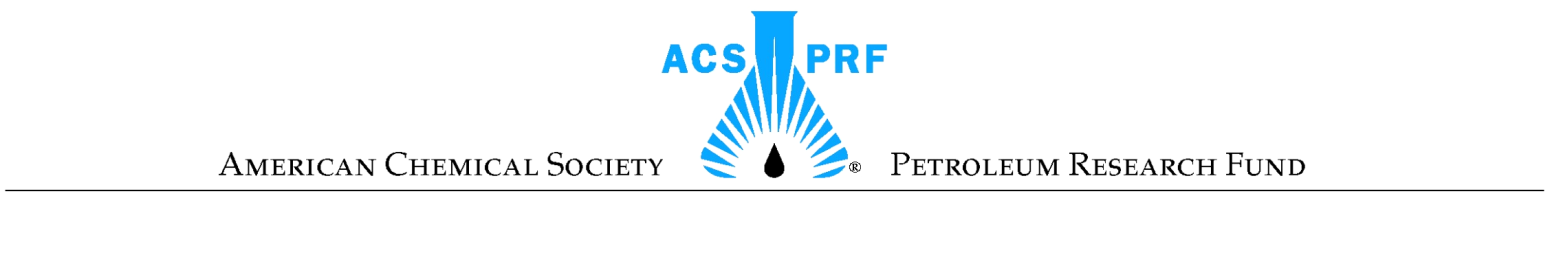 ACS PRF
AMERICAN CHEMICAL SOCIETY ® PETROLEUM RESEARCH FUND